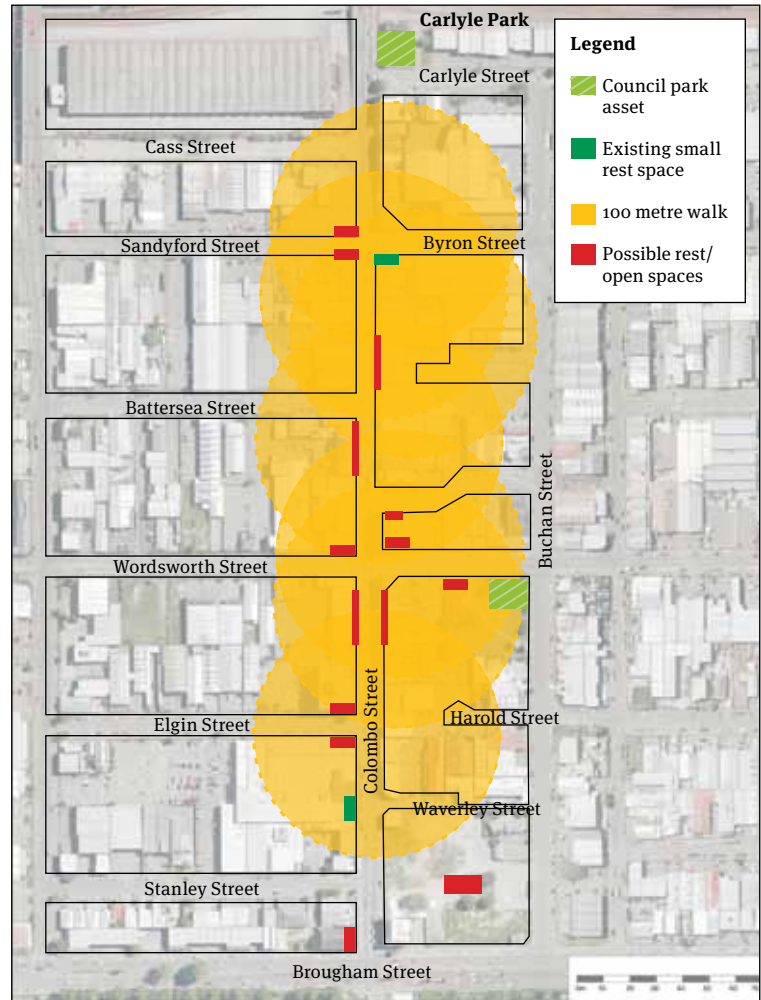 Carlyle Park
Carlyle Street
Legend
Council park
asset
Existing small
rest space
100 metre walk
Possible rest/
open spaces
Cass Street
Sandyford Street
Byron Street
Battersea Street
Buchan Street
Wordsworth Street
Colombo Street
Harold Street
Elgin Street
Waverley Street
Stanley Street
Brougham Street